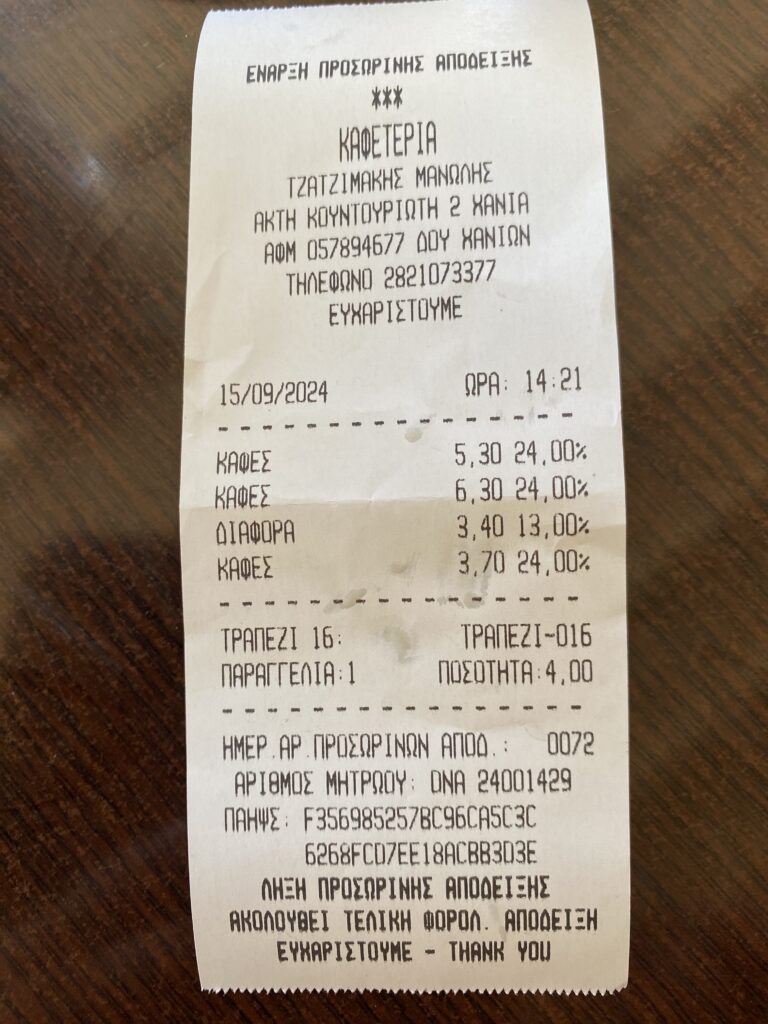 ΕΝΑΡΞΗ ΠΡΟΣΩΡΙΝΗΣ ΑΠΟΔΕΙΞΗΣ
***
ΚΑΦΕΤΕΡΙΑ
ΤΖΑΤΖΙΜΑΚΗΣ ΜΑΝΩΛΗΣ
ΑΚΤΗ ΚΟΥΝΤΟΥΡΙΩΤΗ 2 ΧΑΝΙΑ
ΑΦΜ 057894677 ΔΟΥ ΧΑΝΙΩΝ
ΤΗΛΕΦΩΝΟ 2821073377
ΕΥΧΑΡΙΣΤΟΥΜΕ
15/09/2024 ΩΡΑ: 14:21
ΚΑΦΕΣ 5,30 24,00%
ΚΑΦΕΣ 6,30 24,00%
ΔΙΑΦΟΡΑ 3,40 13,00%
ΚΑΦΕΣ 3,70 24,00%
ΤΡΑΠΕΖΙ 16: ΤΡΑΠΕΖΙ-016
ΠΑΡΑΓΓΕΛΙΑ:1 ΠΟΣΟΤΗΤΑ:4,00
ΗΜΕΡ.ΑΡ.ΠΡΟΣΩΡΙΝΩΝ ΑΠΟΔ.: 0072
ΑΡΙΘΜΟΣ ΜΗΤΡΩΟΥ: DNA 24001429
ΠΑΗΨΣ: F356985257BC96CA5C3C
6268FCD7EE18ACBB3D3E
ΛΗΞΗ ΠΡΟΣΩΡΙΝΗΣ ΑΠΟΔΕΙΞΗΣ
ΑΚΟΛΟΥΘΕΙ ΤΕΛΙΚΗ ΦΟΡΟΛ. ΑΠΟΔΕΙΞΗ
ΕΥΧΑΡΙΣΤΟΥΜΕ - THANK YOU